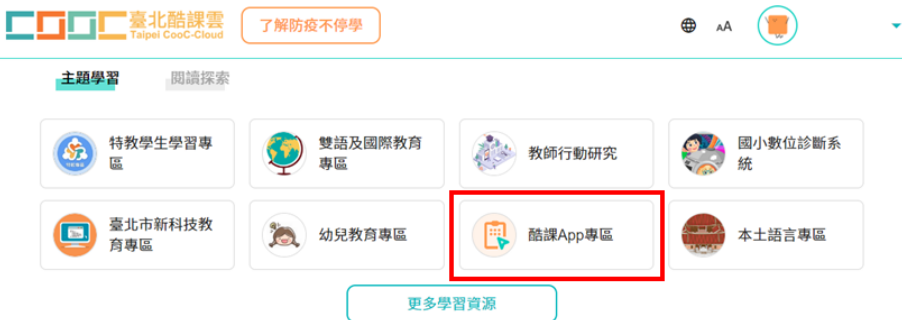 COOC 臺北酷課雲
Taipei CooC-Cloud
了解防疫不停學
AA
主題學習
閱讀探索
特教學生學習專
區
雙語及國際教育
專區
教師行動研究
國小數位診斷系
統
臺北市新科技教
育專區
幼兒教育專區
酷課App專區
本土語言專區
更多學習資源